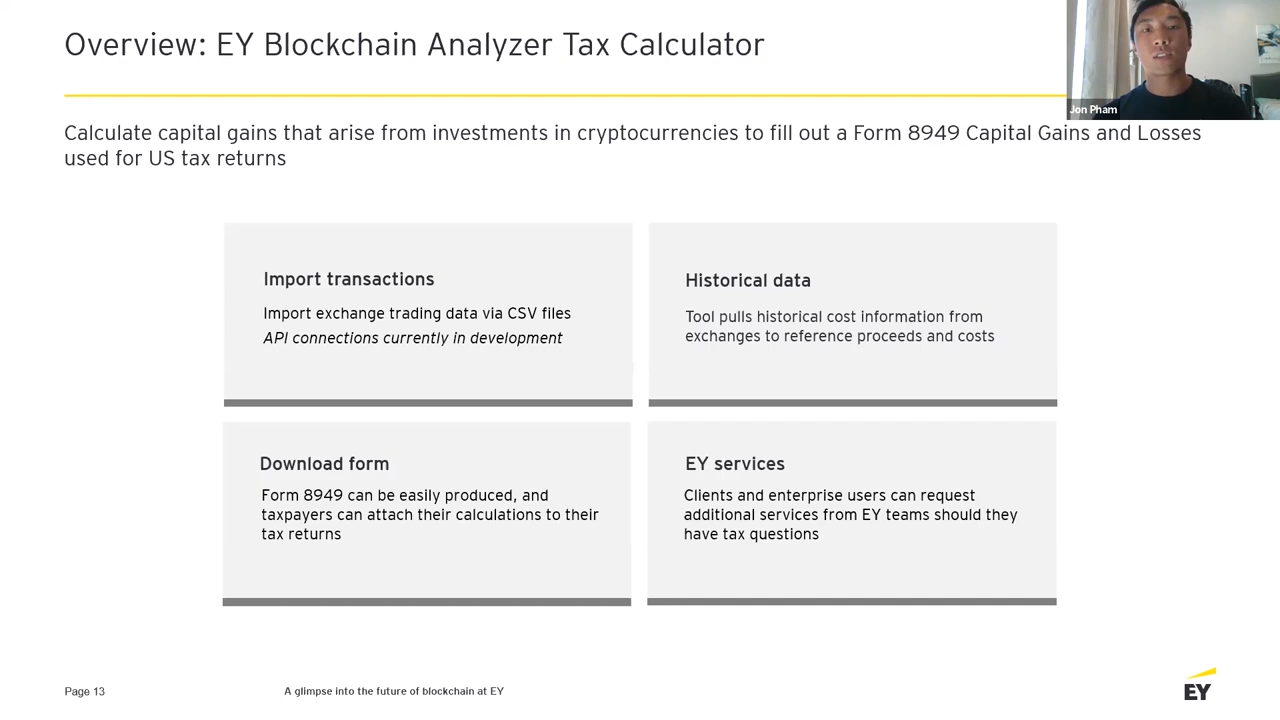 Overview: EY Blockchain Analyzer Tax Calculator
Jon Pham
Calculate capital gains that arise from investments in cryptocurrencies to fill out a Form 8949 Capital Gains and Losses
used for US tax returns
Import transactions
Import exchange trading data via CSV files
API connections currently in development
Historical data
Tool pulls historical cost information from
exchanges to reference proceeds and costs
Download form
Form 8949 can be easily produced, and
taxpayers can attach their calculations to their
tax returns
EY services
Clients and enterprise users can request
additional services from EY teams should they
have tax questions
Page 13
A glimpse into the future of blockchain at EY
EY